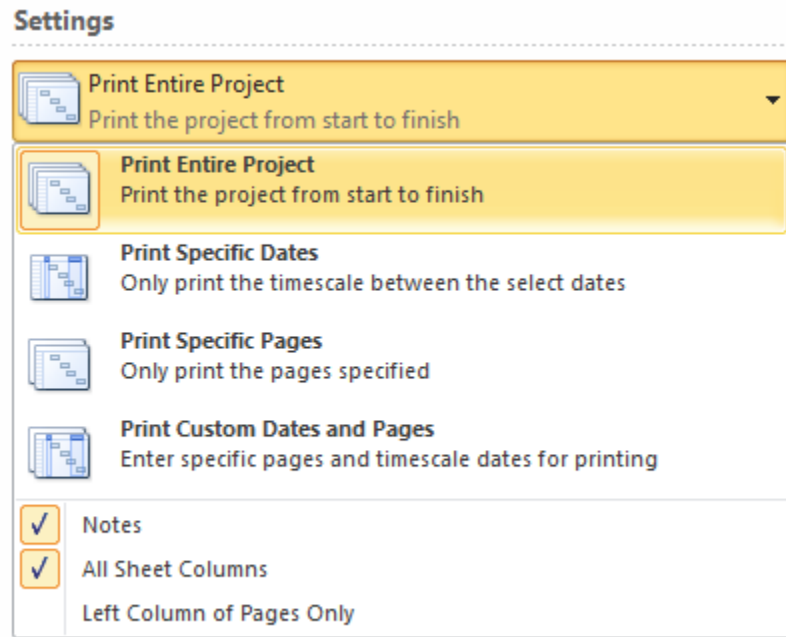 Settings
Print Entire Project
Print the project from start to finish
Print Entire Project
Print the project from start to finish
Print Specific Dates
Only print the timescale between the select dates
Print Specific Pages
Only print the pages specified
Print Custom Dates and Pages
Enter specific pages and timescale dates for printing
Notes
All Sheet Columns
Left Column of Pages Only